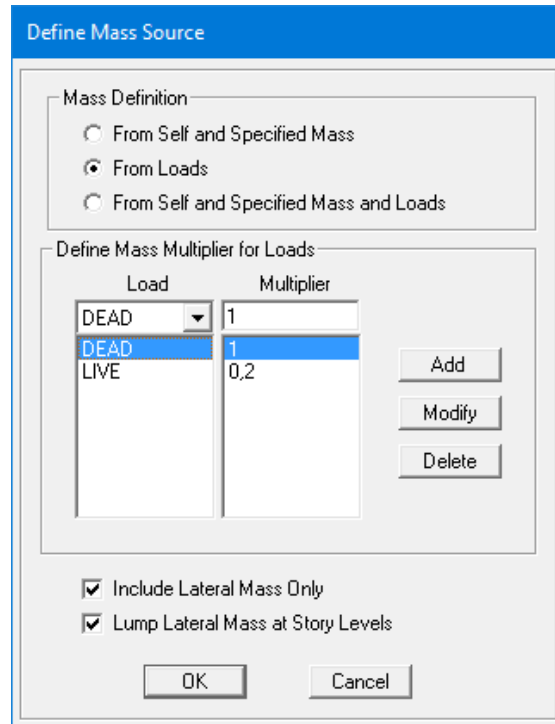 Define Mass Source
Mass Definition
From Self and Specified Mass
From Loads
From Self and Specified Mass and Loads
Define Mass Multiplier for Loads
Load Multiplier
DEAD 1
DEAD 1
LIVE 0,2
Add
Modify
Delete
Include Lateral Mass Only
Lump Lateral Mass at Story Levels
OK Cancel